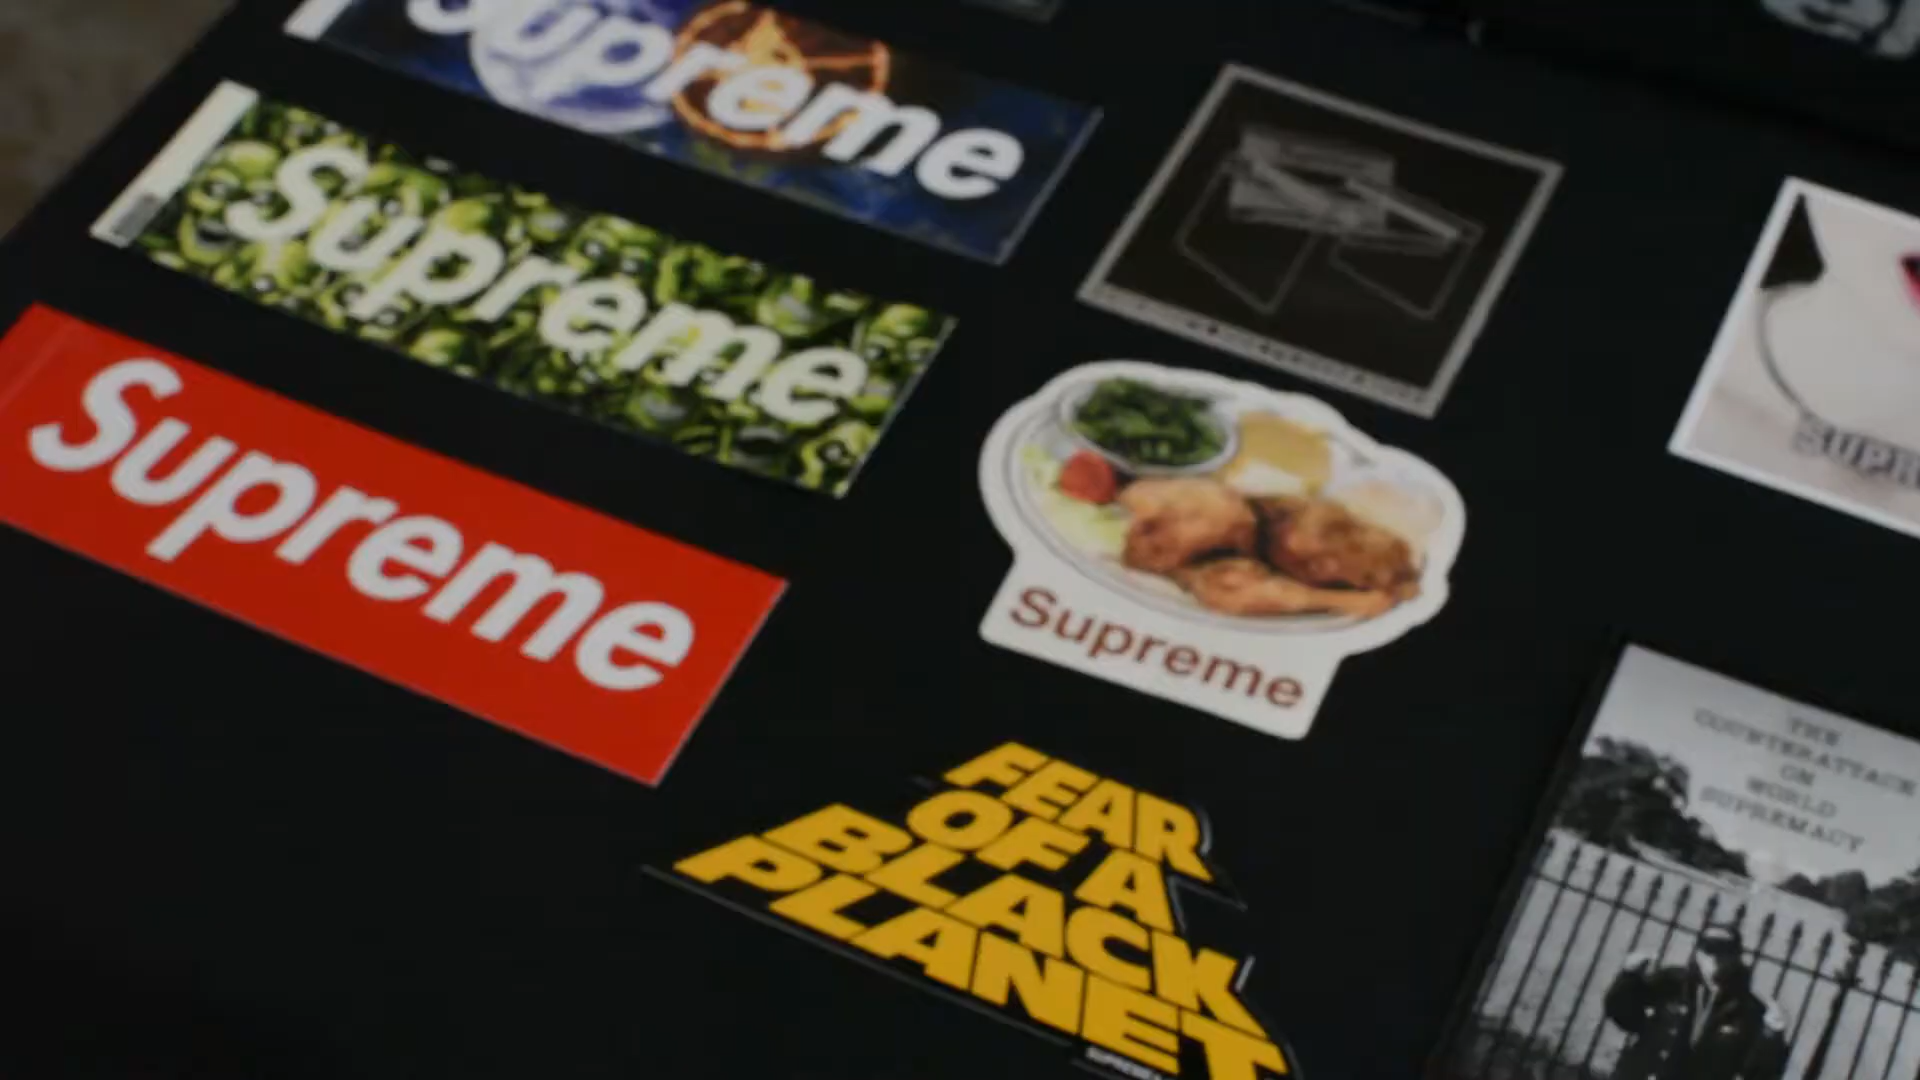 Supreme
Supreme
Supreme
Supreme
FEAR
OF A
BLACK
PLANET
THE
COUNTERATTACK
ON
WORLD
SUPREMACY